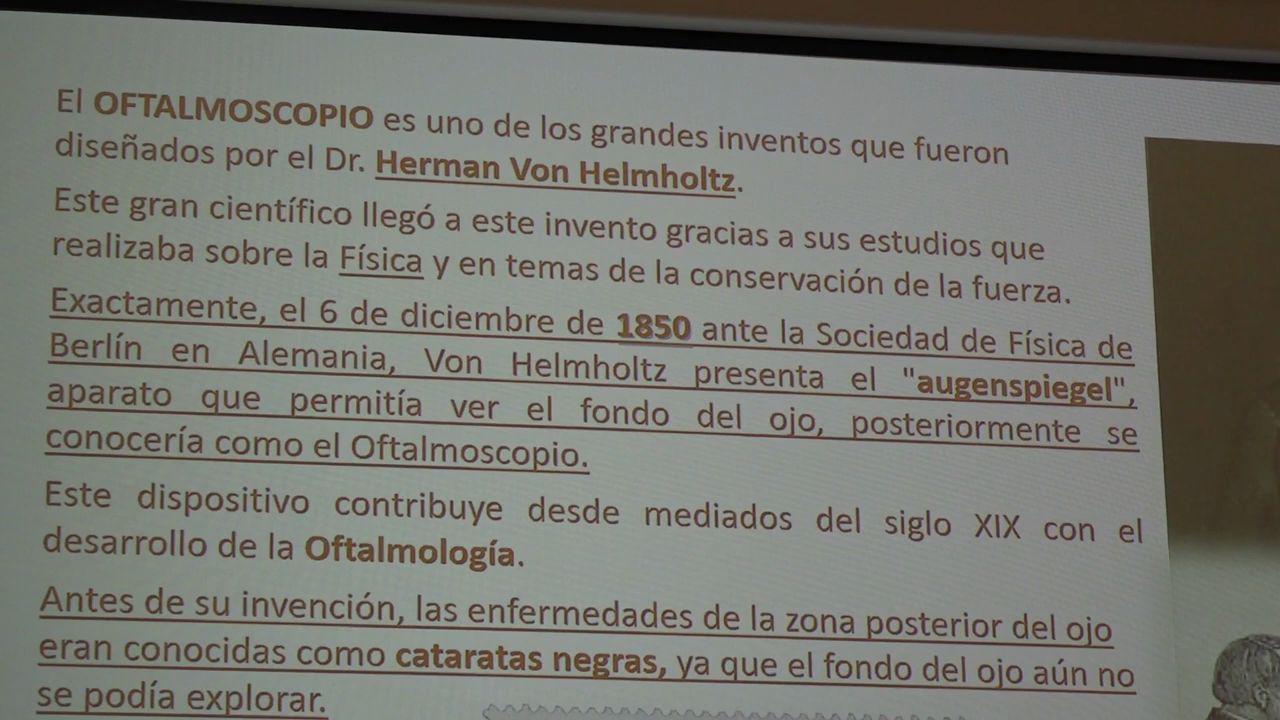 El OFTALMOSCOPIO es uno de los grandes inventos que fueron
diseñados por el Dr. Herman Von Helmholtz.
Este gran científico llegó a este invento gracias a sus estudios que
realizaba sobre la Física y en temas de la conservación de la fuerza.
Exactamente, el 6 de diciembre de 1850 ante la Sociedad de Física de
Berlín en Alemania, Von Helmholtz presenta el "augenspiegel",
aparato que permitía ver el fondo del ojo, posteriormente se
conocería como el Oftalmoscopio.
Este dispositivo contribuye desde mediados del siglo XIX con el
desarrollo de la Oftalmología.
Antes de su invención, las enfermedades de la zona posterior del ojo
eran conocidas como cataratas negras, ya que el fondo del ojo aún no
se podía explorar.